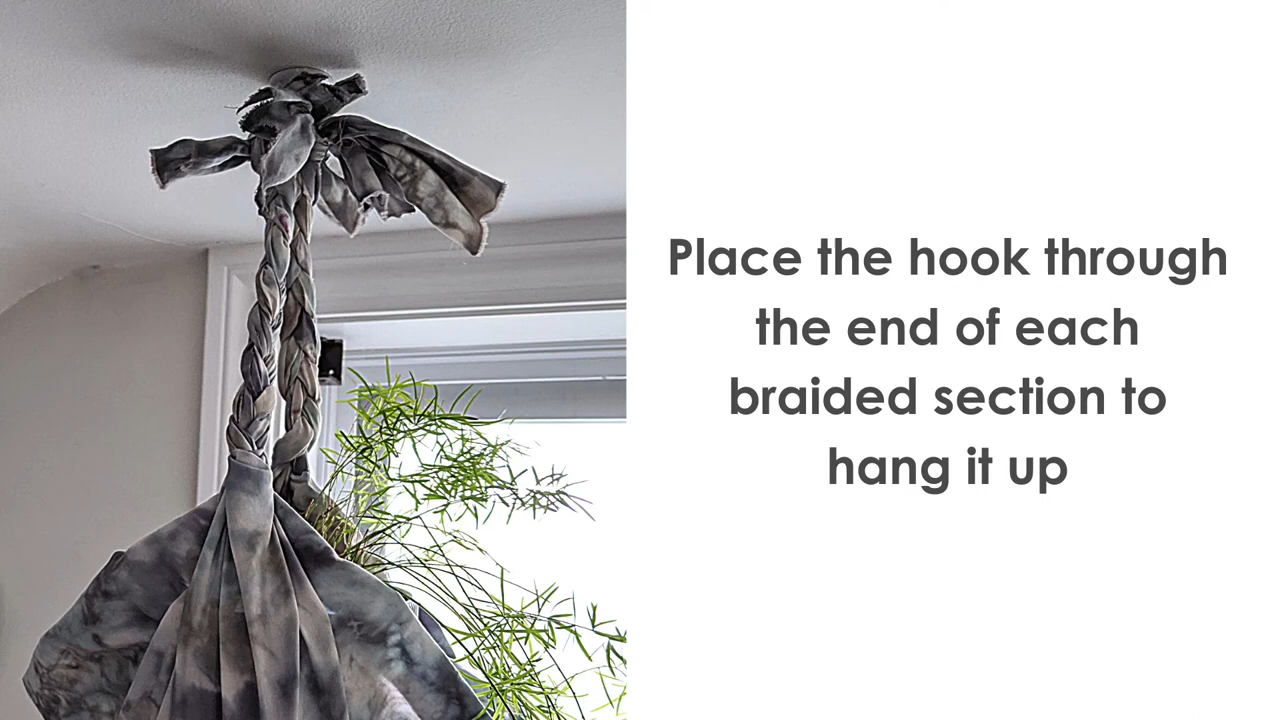 Place the hook through
the end of each
braided section to
hang it up